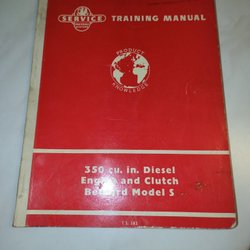 SERVICE
TRAINING MANUAL
PRODUCT
KNOWLEDGE
350 cu. in. Diesel
Engine and Clutch
Bedford Model S